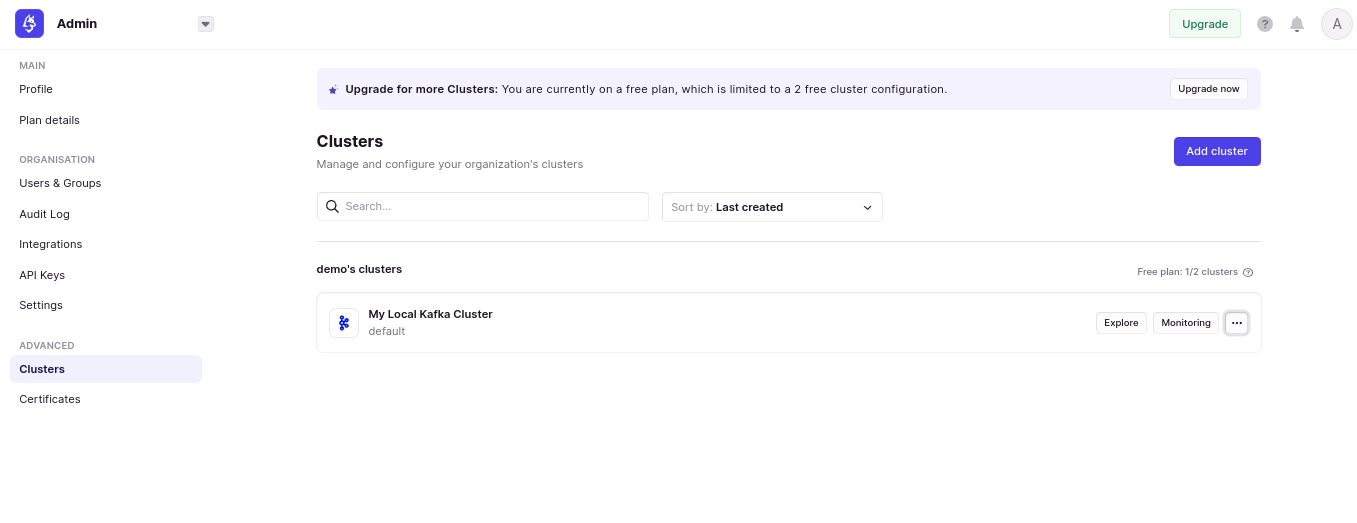 Admin
Upgrade
?
A
MAIN
Profile
Plan details
ORGANISATION
Users & Groups
Audit Log
Integrations
API Keys
Settings
ADVANCED
Clusters
Certificates
Upgrade for more Clusters: You are currently on a free plan, which is limited to a 2 free cluster configuration.
Upgrade now
Clusters
Manage and configure your organization's clusters
Add cluster
Search...
Sort by: Last created
demo's clusters
Free plan: 1/2 clusters ?
My Local Kafka Cluster
default
Explore
Monitoring
...